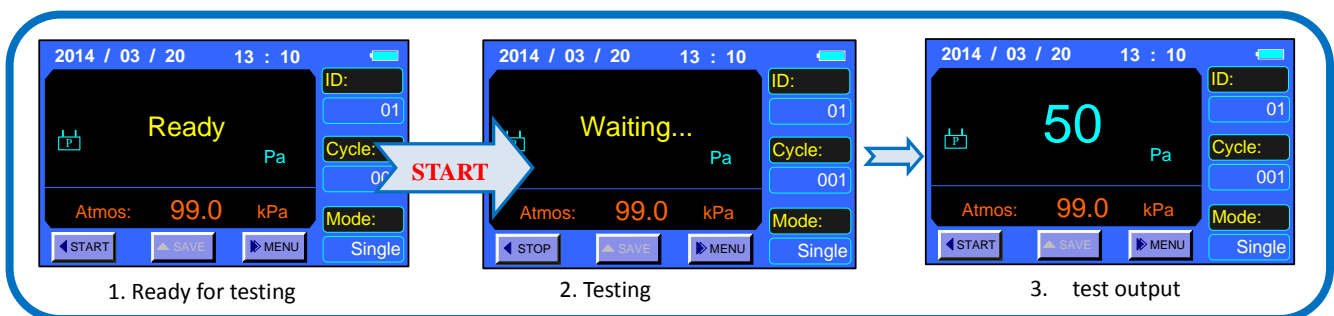 2014 / 03 / 20 13 : 10
ID:
01
Ready
P
Pa
Cycle:
00
Atmos: 99.0 kPa
Mode:
START SAVE MENU
Single
1. Ready for testing
START
2014 / 03 / 20 13 : 10
ID:
01
Waiting...
P
Pa
Cycle:
001
Atmos: 99.0 kPa
Mode:
STOP SAVE MENU
Single
2. Testing
2014 / 03 / 20 13 : 10
ID:
01
50
P
Pa
Cycle:
001
Atmos: 99.0 kPa
Mode:
START SAVE MENU
Single
3. test output